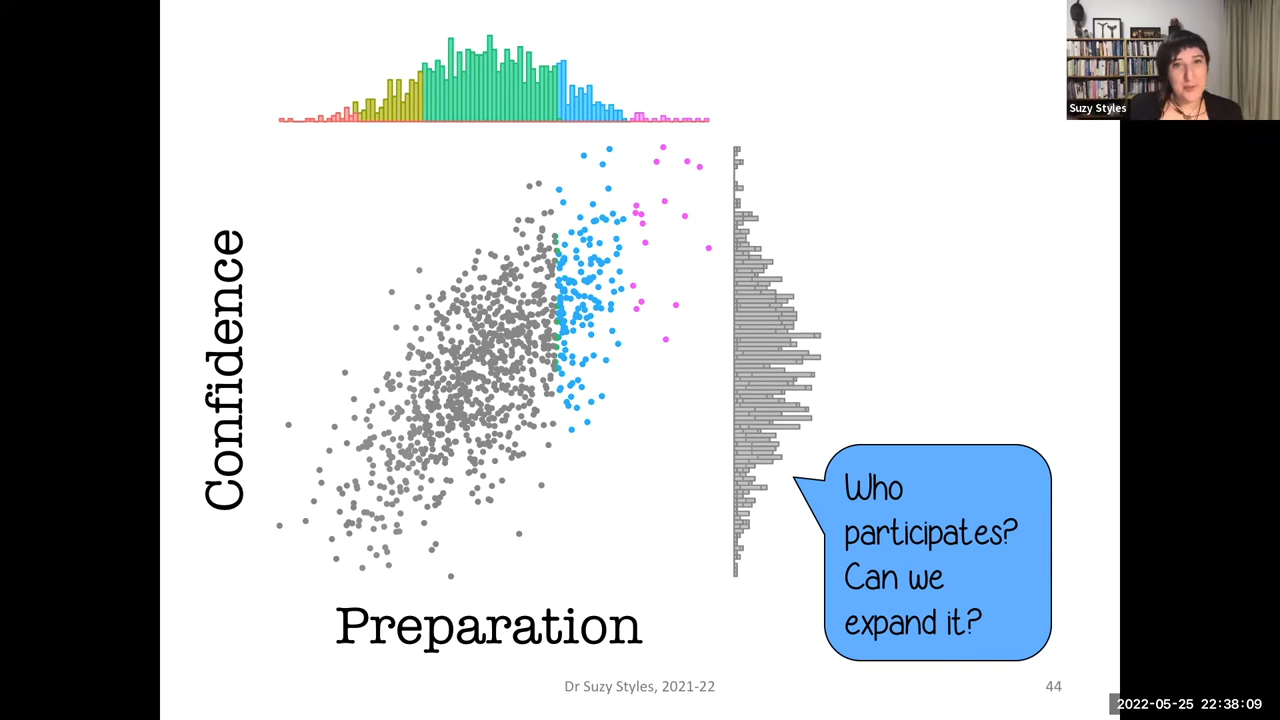 Suzy Styles
Confidence
Who
participates?
Can we
expand it?
Preparation
Dr Suzy Styles, 2021-22
44
2022-05-25 22:38:09